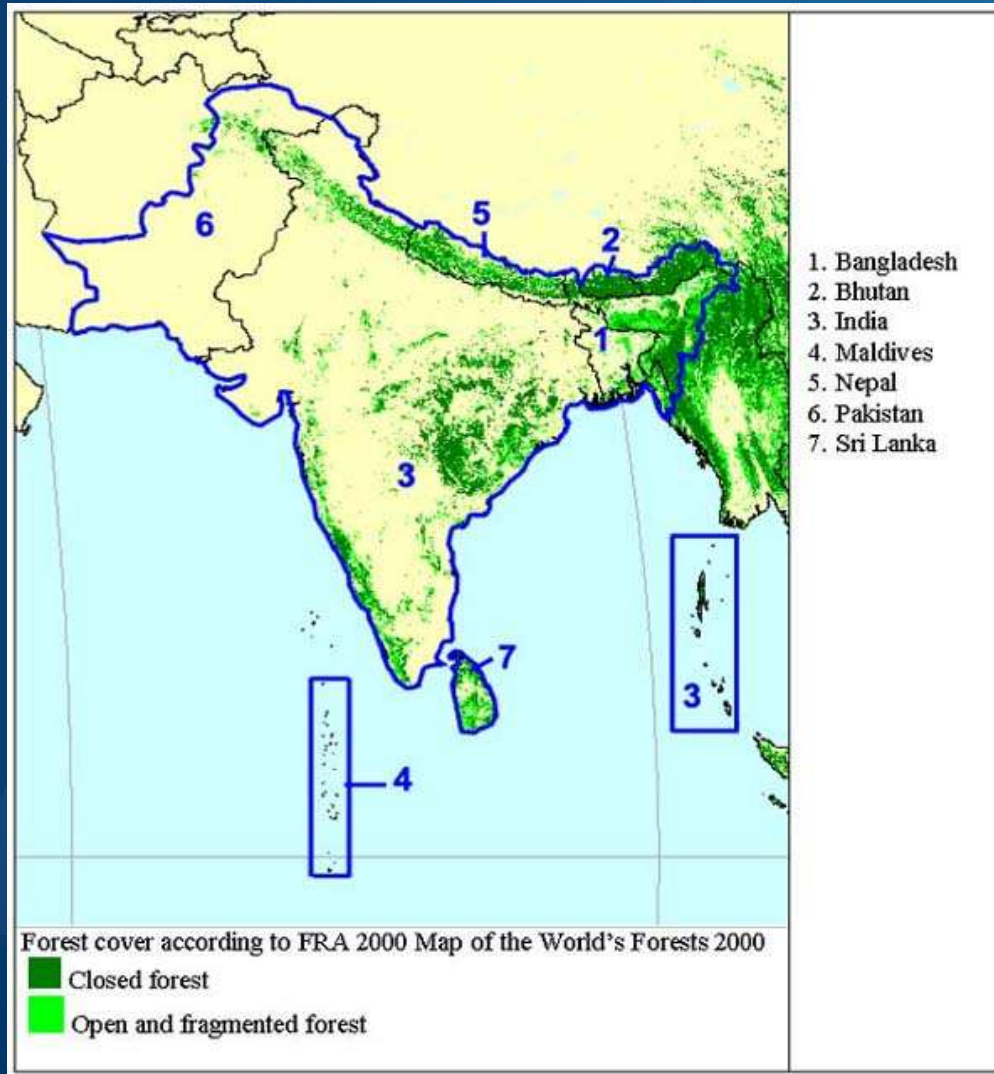 6
5
2
1
3
7
3
4
1. Bangladesh
2. Bhutan
3. India
4. Maldives
5. Nepal
6. Pakistan
7. Sri Lanka
Forest cover according to FRA 2000 Map of the World's Forests 2000
Closed forest
Open and fragmented forest